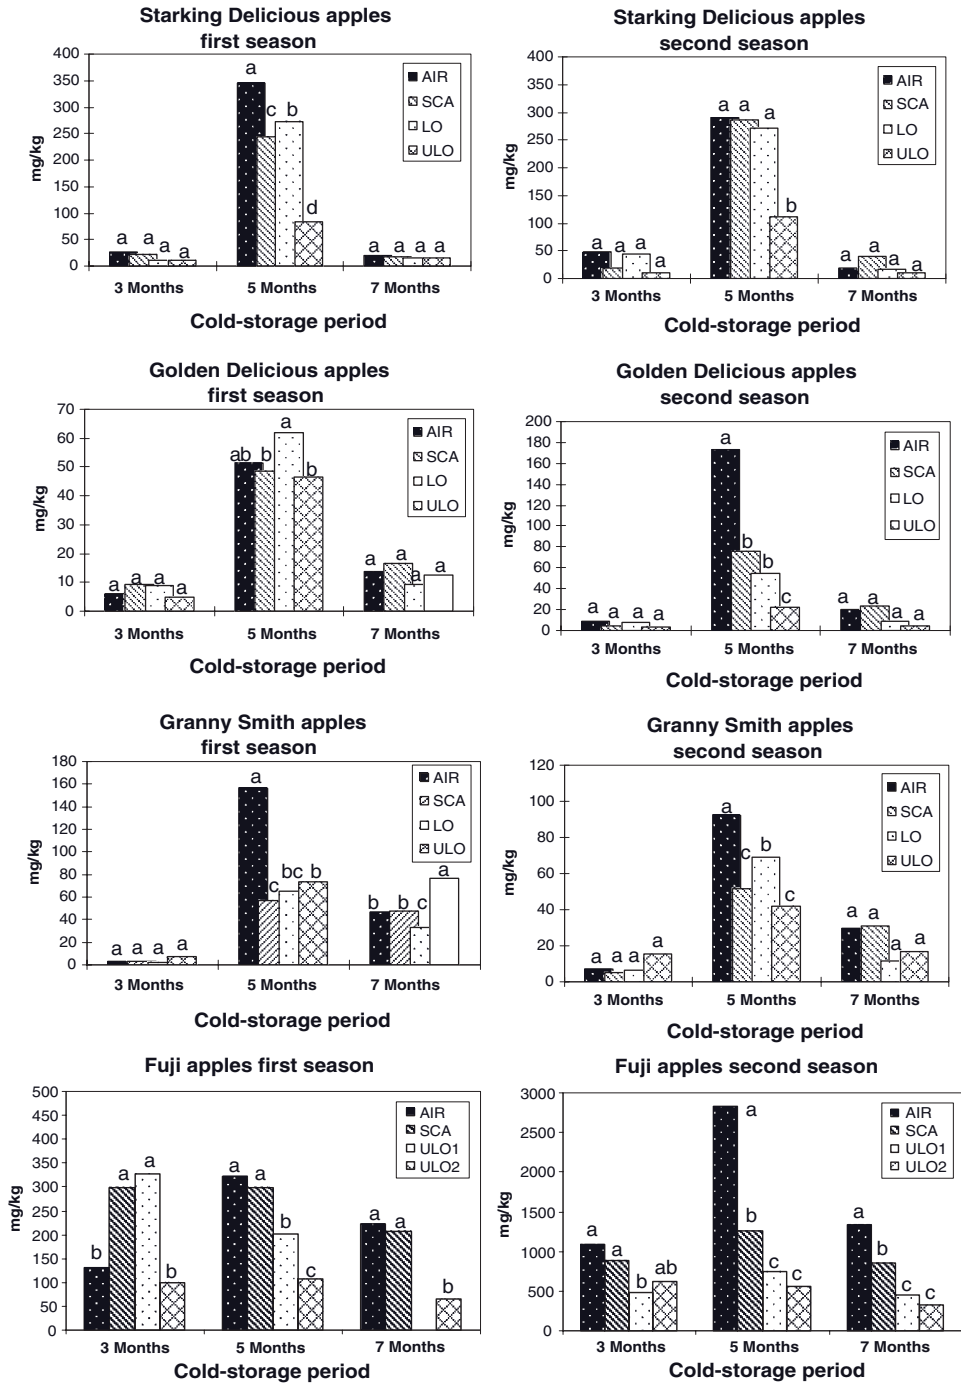 Starking Delicious apples
first season
400
350
300
250
200
150
100
50
0
mg/kg
a
a
a
a
a
c
b
d
a
a
a
a
AIR
SCA
LO
ULO
3 Months
5 Months
7 Months
Cold-storage period
Starking Delicious apples
second season
400
350
300
250
200
150
100
50
0
mg/kg
a
a
a
a
a
a
a
b
a
a
a
a
AIR
SCA
LO
ULO
3 Months
5 Months
7 Months
Cold-storage period
Golden Delicious apples
first season
70
60
50
40
30
20
10
0
mg/kg
a
a
a
a
ab
b
a
b
a
a
a
a
AIR
SCA
LO
ULO
3 Months
5 Months
7 Months
Cold-storage period
Golden Delicious apples
second season
200
180
160
140
120
100
80
60
40
20
0
mg/kg
a
a
a
a
a
b
b
c
a
a
a
a
AIR
SCA
LO
ULO
3 Months
5 Months
7 Months
Cold-storage period
Granny Smith apples
first season
180
160
140
120
100
80
60
40
20
0
mg/kg
a
a
a
a
a
c
bc
b
b
b
c
a
AIR
SCA
LO
ULO
3 Months
5 Months
7 Months
Cold-storage period
Granny Smith apples
second season
120
100
80
60
40
20
0
mg/kg
a
a
a
a
a
c
b
c
a
a
a
a
AIR
SCA
LO
ULO
3 Months
5 Months
7 Months
Cold-storage period
Fuji apples first season
500
450
400
350
300
250
200
150
100
50
0
mg/kg
b
a
a
b
a
a
b
c
a
a
b
AIR
SCA
ULO1
ULO2
3 Months
5 Months
7 Months
Cold-storage period
Fuji apples second season
3000
2500
2000
1500
1000
500
0
mg/kg
a
a
b
ab
a
b
c
c
a
b
c
c
AIR
SCA
ULO1
ULO2
3 Months
5 Months
7 Months
Cold-storage period